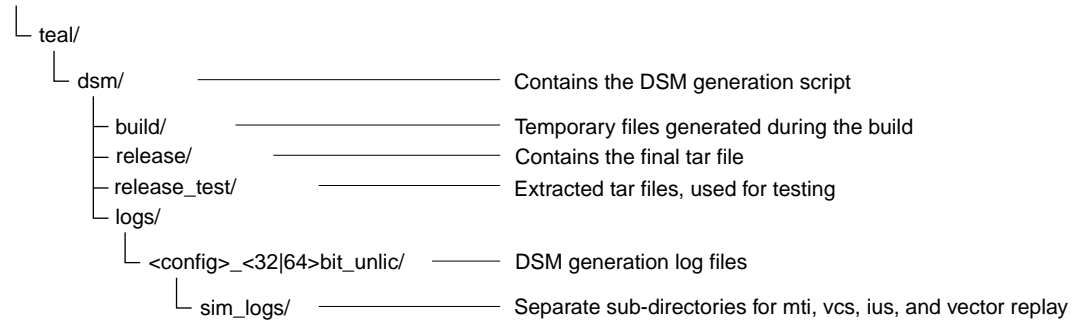 teal/
dsm/ Contains the DSM generation script
build/ Temporary files generated during the build
release/ Contains the final tar file
release_test/ Extracted tar files, used for testing
logs/
<config>_<32|64>bit_unlic/ DSM generation log files
sim_logs/ Separate sub-directories for mti, vcs, ius, and vector replay